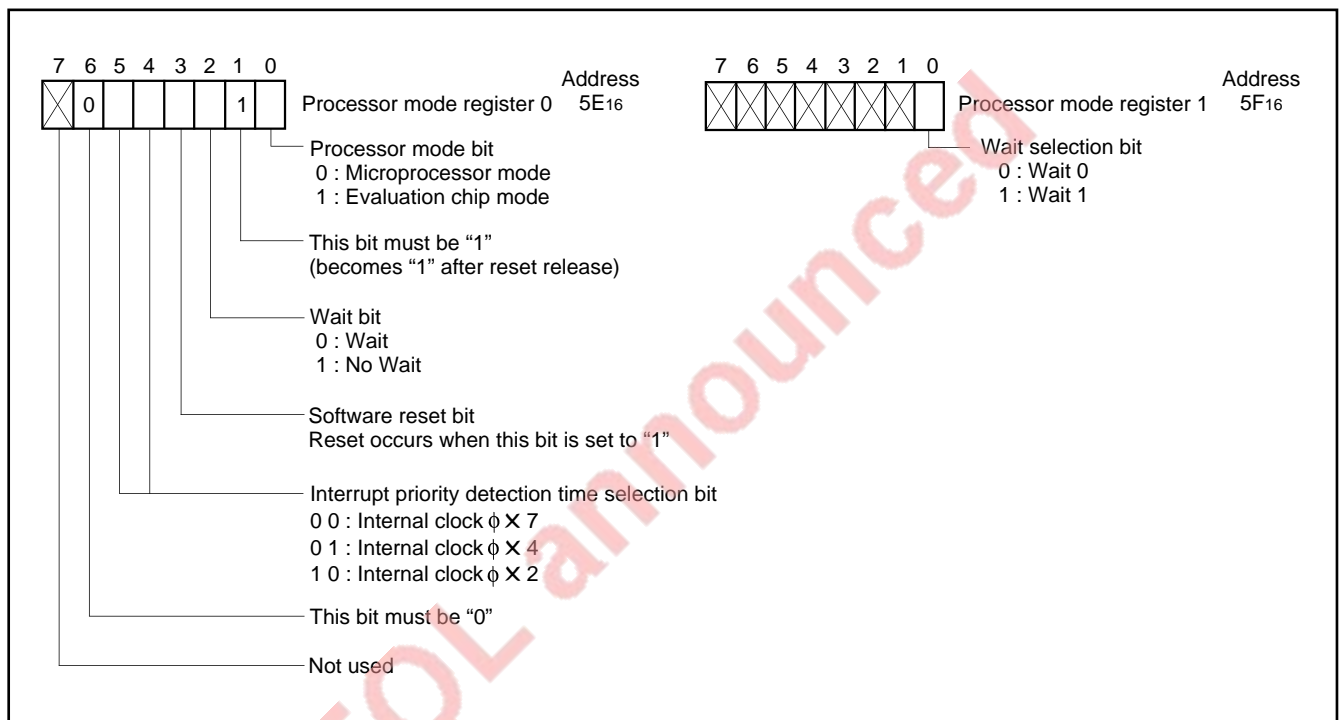 7 6 5 4 3 2 1 0
0 1
Processor mode register 0
Address
5E16
Processor mode bit
0 : Microprocessor mode
1 : Evaluation chip mode
This bit must be “1”
(becomes “1” after reset release)
Wait bit
0 : Wait
1 : No Wait
Software reset bit
Reset occurs when this bit is set to “1”
Interrupt priority detection time selection bit
0 0 : Internal clock ϕ ✕ 7
0 1 : Internal clock ϕ ✕ 4
1 0 : Internal clock ϕ ✕ 2
This bit must be “0”
Not used
7 6 5 4 3 2 1 0
Processor mode register 1
Address
5F16
Wait selection bit
0 : Wait 0
1 : Wait 1
OL announced